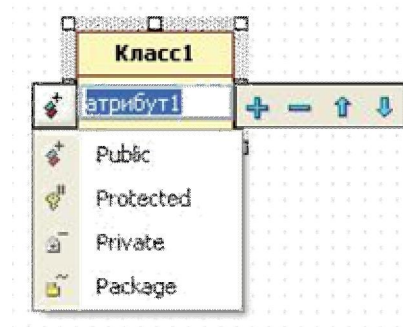 Класс1
атрибут1
Public
Protected
Private
Package